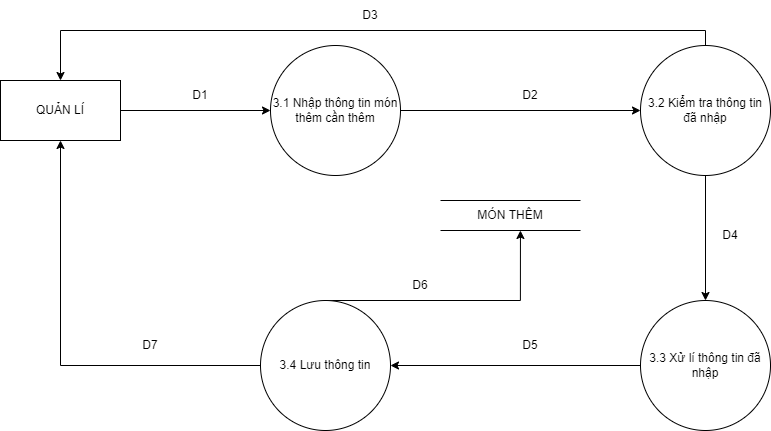 D3
QUẢN LÍ
D1
3.1 Nhập thông tin món
thêm cần thêm
D2
3.2 Kiểm tra thông tin
đã nhập
MÓN THÊM
D4
D6
D7
3.4 Lưu thông tin
D5
3.3 Xử lí thông tin đã
nhập